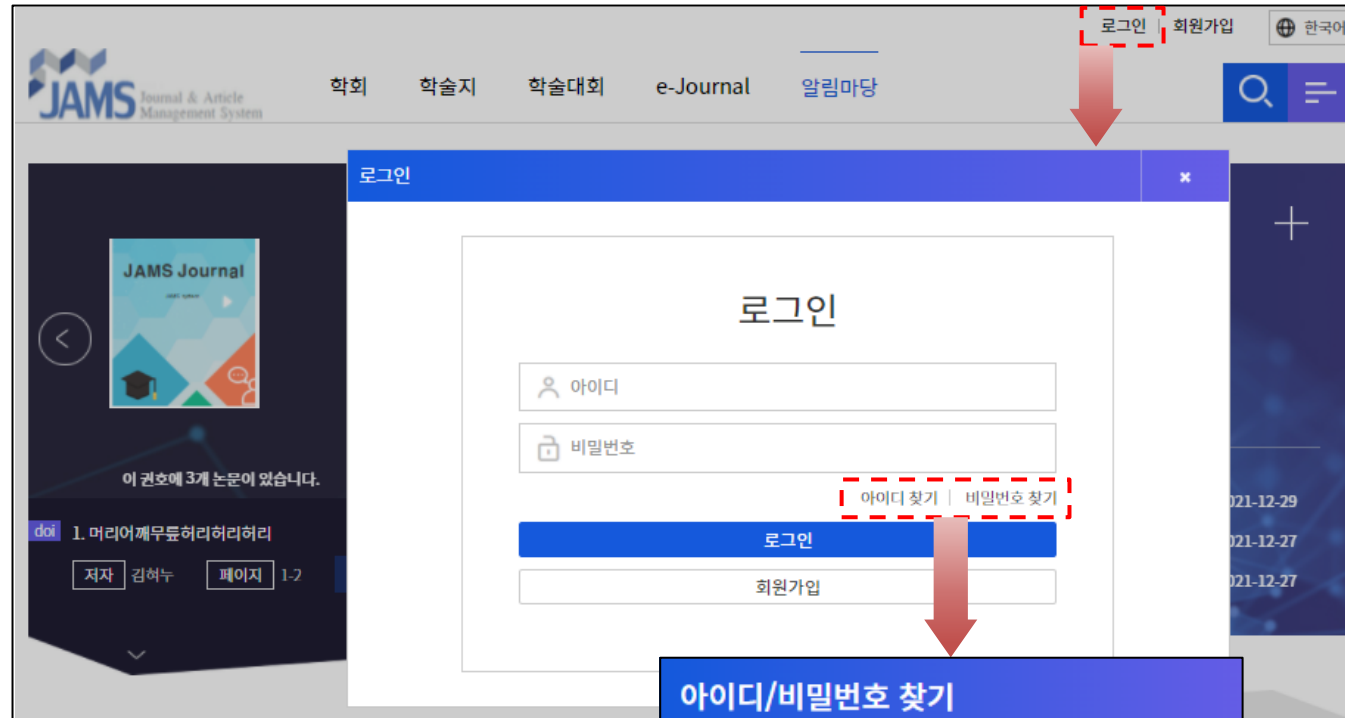 로그인 회원가입 한국어
JAMS Journal & Article
Management System
학회 학술지 학술대회 e-Journal 알림마당
로그인
JAMS Journal
로그인
아이디
비밀번호
아이디 찾기 비밀번호 찾기
로그인
회원가입
이 권호에 3개 논문이 있습니다.
doi 1. 머리어깨무릎허리허리허리
저자 김혀누 페이지 1-2
021-12-29
021-12-27
021-12-27
아이디/비밀번호 찾기